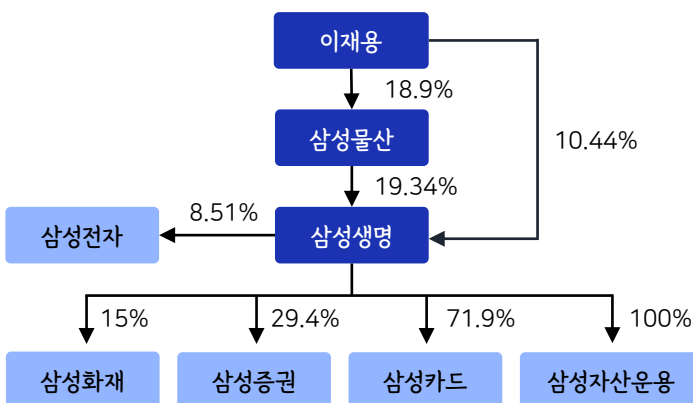 이재용
18.9%
삼성물산
10.44%
19.34%
8.51%
삼성전자
삼성생명
15%
29.4%
71.9%
100%
삼성화재
삼성증권
삼성카드
삼성자산운용